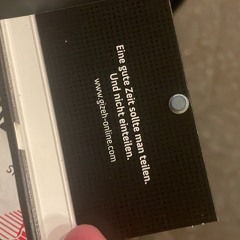 Eine gute Zeit sollte man teilen.
Und nicht einteilen.
www.gizeh-online.com